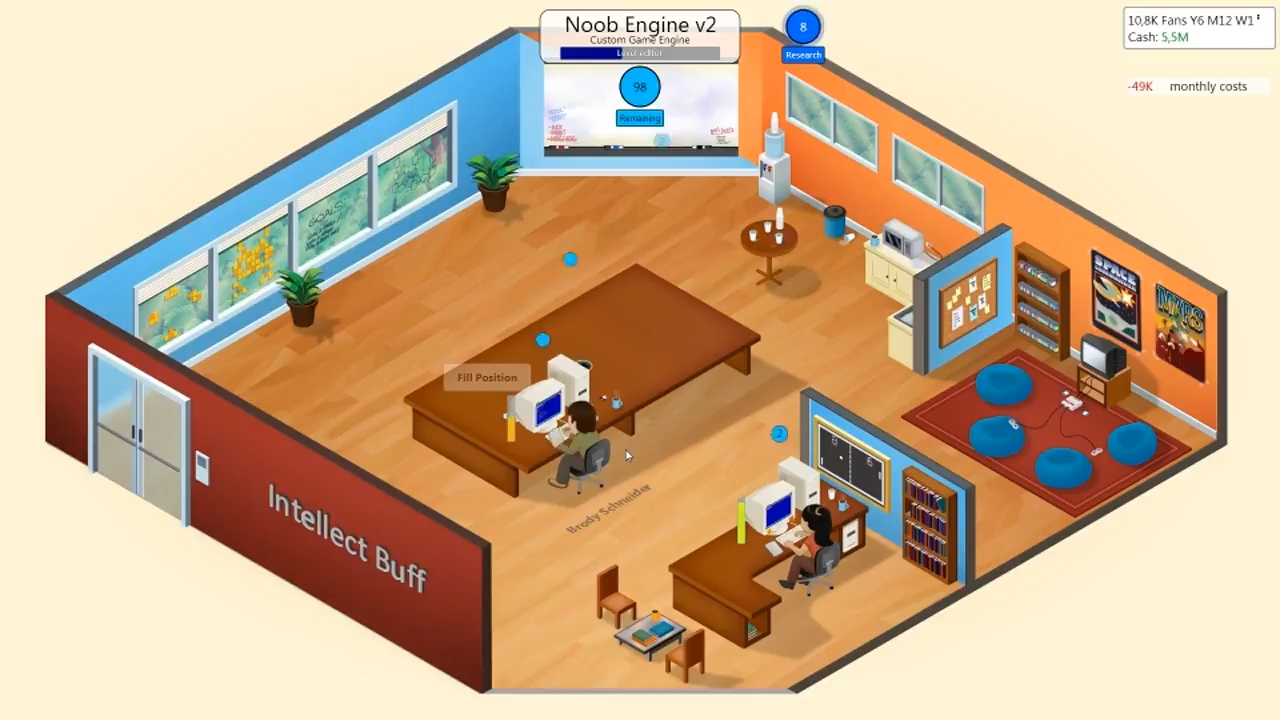 Noob Engine v2
Custom Game Engine
Level editor
98
Remaining
8
Research
10,8K Fans Y6 M12 W1
Cash: 5,5M
-49K monthly costs
GOALS
SPACE
MARS
Fill Position
2
Brody Schneider
Intellect Buff